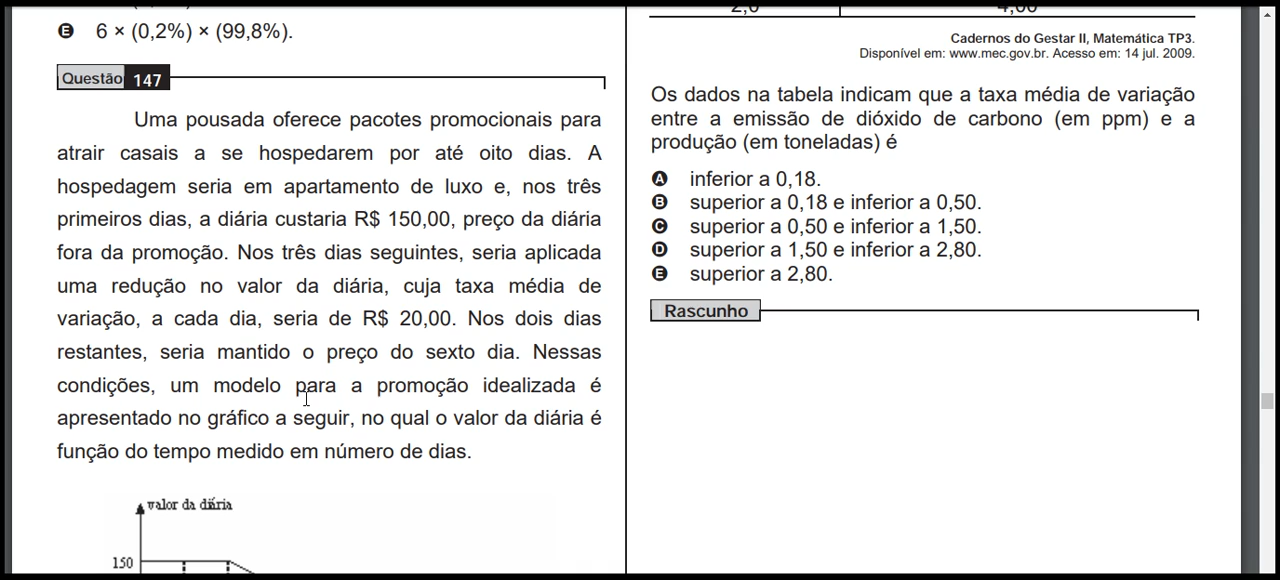 E 6 × (0,2%) × (99,8%).
Questão 147
Uma pousada oferece pacotes promocionais para
atrair casais a se hospedarem por até oito dias. A
hospedagem seria em apartamento de luxo e, nos três
primeiros dias, a diária custaria R$ 150,00, preço da diária
fora da promoção. Nos três dias seguintes, seria aplicada
uma redução no valor da diária, cuja taxa média de
variação, a cada dia, seria de R$ 20,00. Nos dois dias
restantes, seria mantido o preço do sexto dia. Nessas
condições, um modelo para a promoção idealizada é
apresentado no gráfico a seguir, no qual o valor da diária é
função do tempo medido em número de dias.
valor da diária
150
2,0 4,00
Cadernos do Gestar II, Matemática TP3.
Disponível em: www.mec.gov.br. Acesso em: 14 jul. 2009.
Os dados na tabela indicam que a taxa média de variação
entre a emissão de dióxido de carbono (em ppm) e a
produção (em toneladas) é
A inferior a 0,18.
B superior a 0,18 e inferior a 0,50.
C superior a 0,50 e inferior a 1,50.
D superior a 1,50 e inferior a 2,80.
E superior a 2,80.
Rascunho